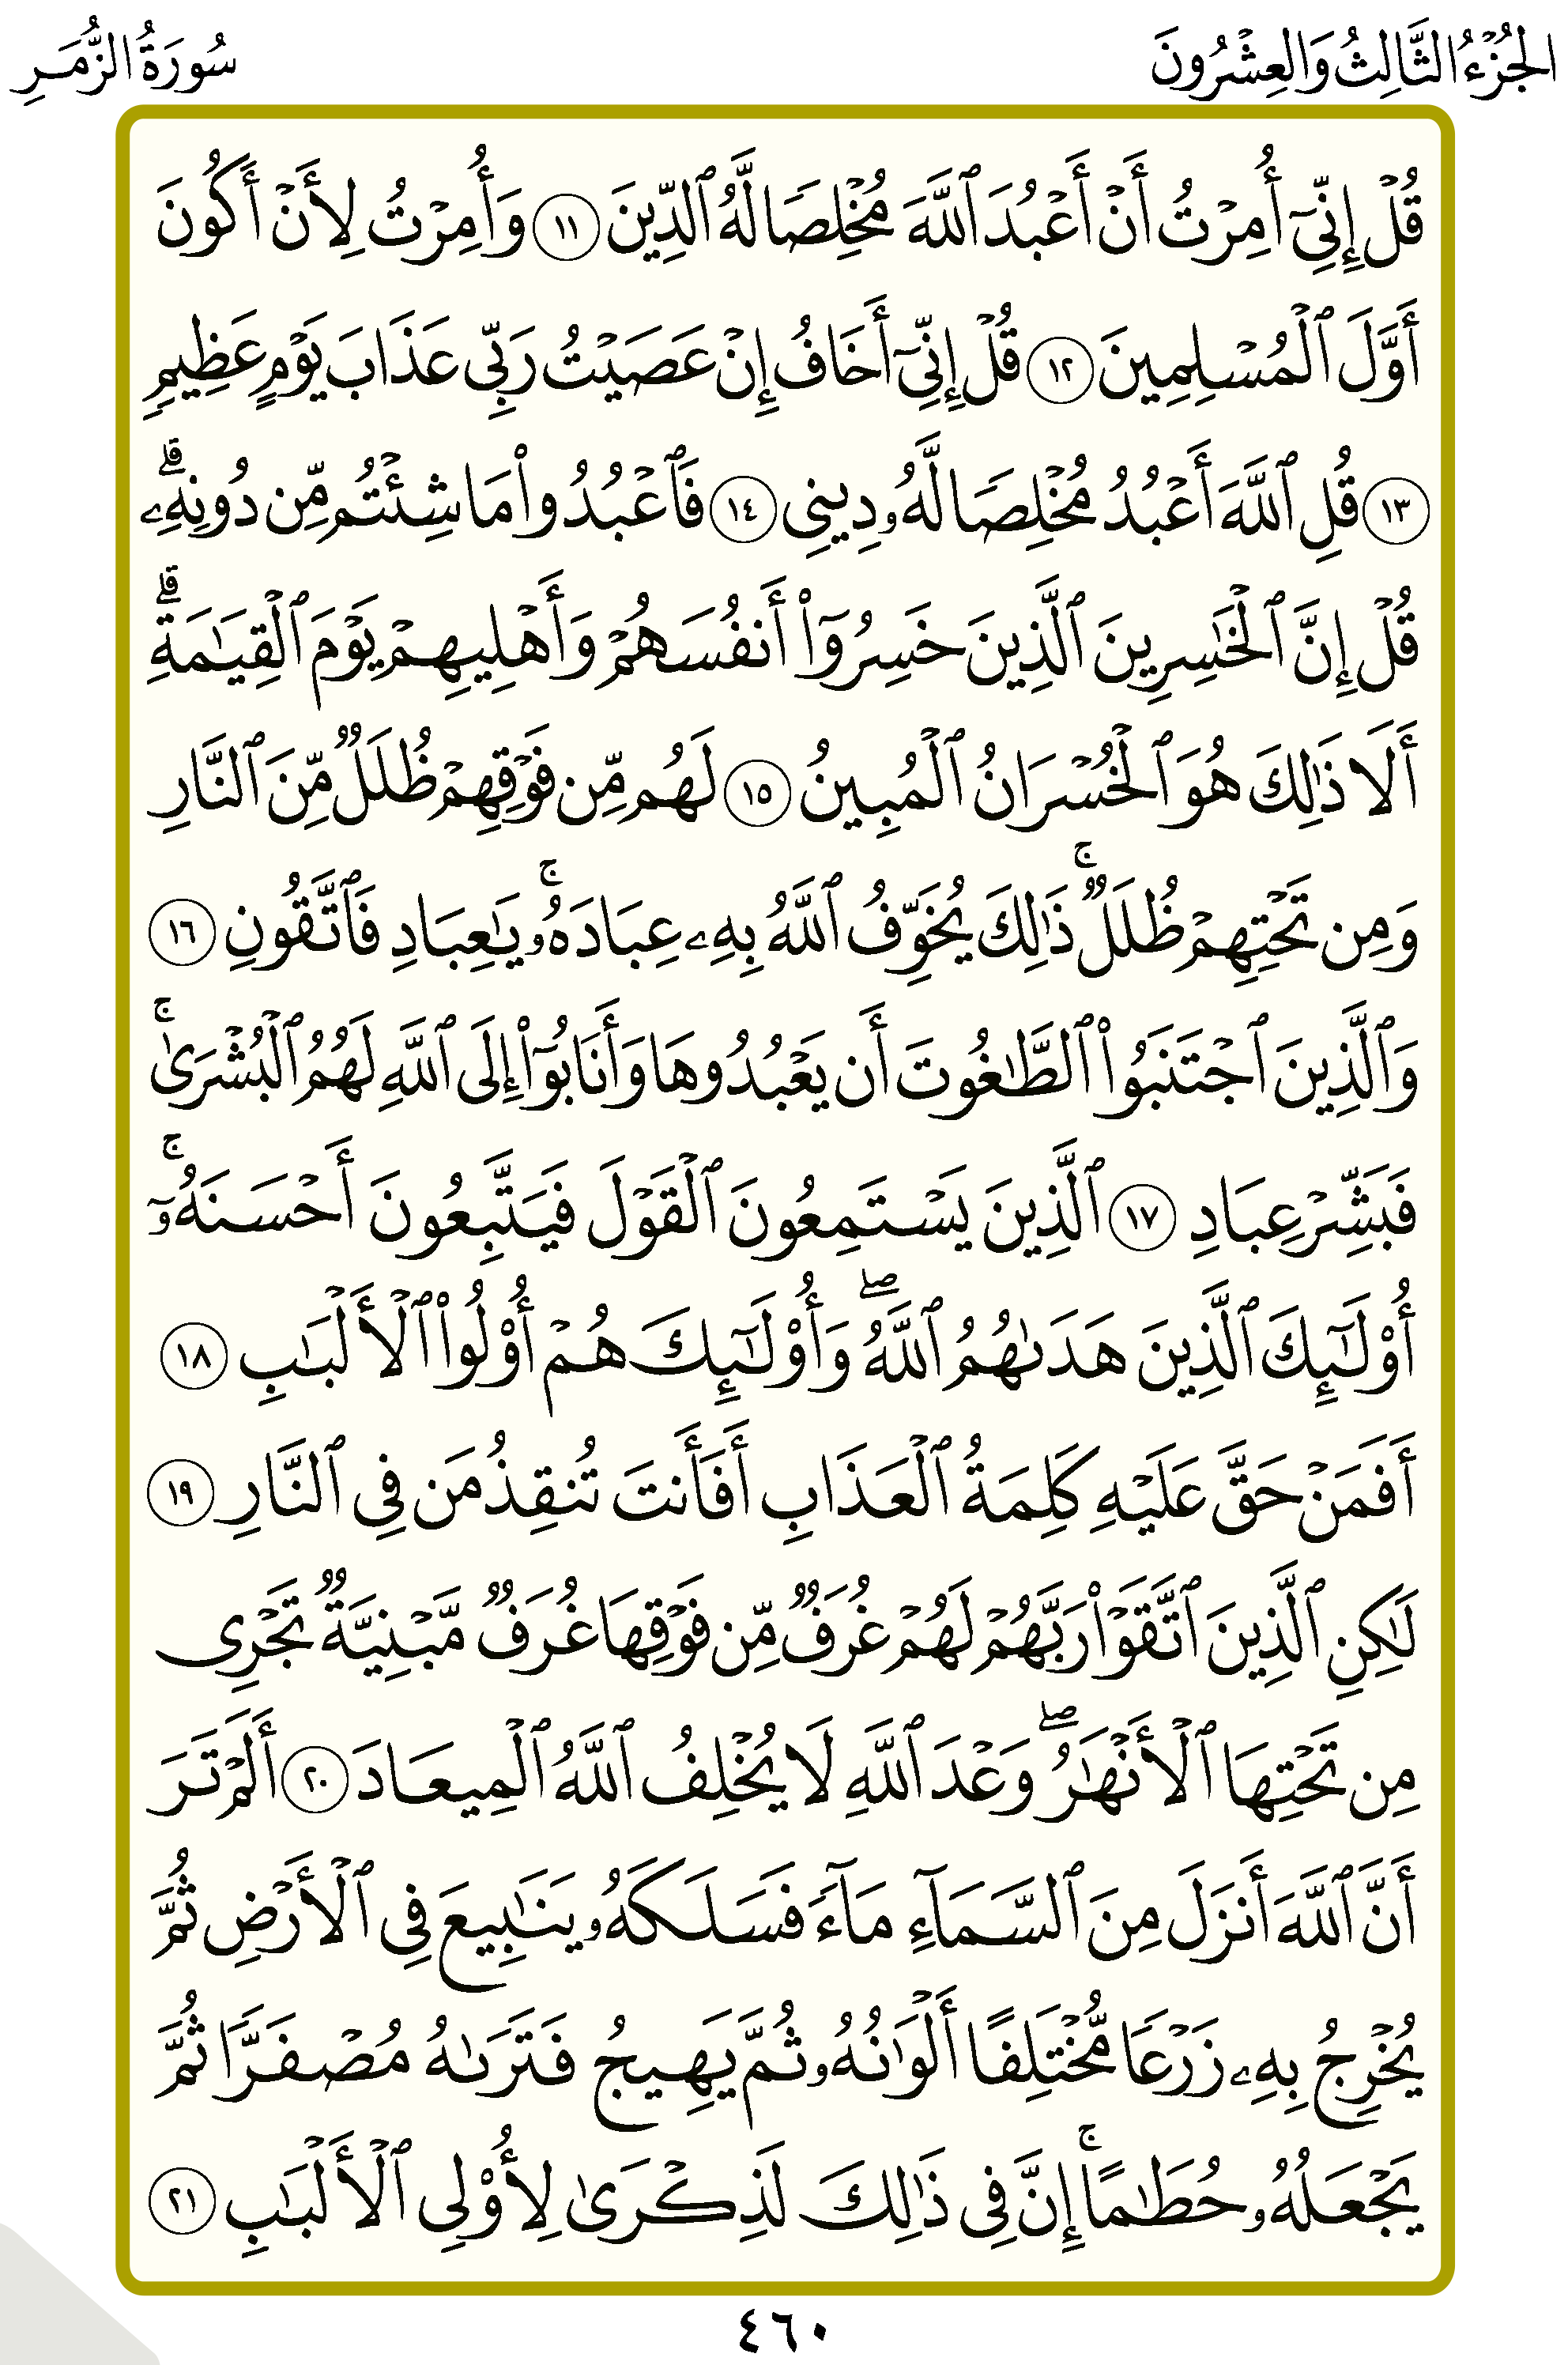 الجُزْءُ الثَّالِثُ وَالعِشْرُونَ
سُورَةُ الزُّمَرِ
قُلْ إِنِّيٓ أُمِرْتُ أَنْ أَعْبُدَ ٱللَّهَ مُخْلِصًا لَّهُ ٱلدِّينَ ١١ وَأُمِرْتُ لِأَنْ أَكُونَ
أَوَّلَ ٱلْمُسْلِمِينَ ١٢ قُلْ إِنِّيٓ أَخَافُ إِنْ عَصَيْتُ رَبِّي عَذَابَ يَوْمٍ عَظِيمٍ
١٣ قُلِ ٱللَّهَ أَعْبُدُ مُخْلِصًا لَّهُۥ دِينِي ١٤ فَٱعْبُدُوا۟ مَا شِئْتُم مِّن دُونِهِۦۗ
قُلْ إِنَّ ٱلْخَٰسِرِينَ ٱلَّذِينَ خَسِرُوٓا۟ أَنفُسَهُمْ وَأَهْلِيهِمْ يَوْمَ ٱلْقِيَٰمَةِۗ
أَلَا ذَٰلِكَ هُوَ ٱلْخُسْرَانُ ٱلْمُبِينُ ١٥ لَهُم مِّن فَوْقِهِمْ ظُلَلٌ مِّنَ ٱلنَّارِ
وَمِن تَحْتِهِمْ ظُلَلٌۚ ذَٰلِكَ يُخَوِّفُ ٱللَّهُ بِهِۦ عِبَادَهُۥۚ يَٰعِبَادِ فَٱتَّقُونِ ١٦
وَٱلَّذِينَ ٱجْتَنَبُوا۟ ٱلطَّٰغُوتَ أَن يَعْبُدُوهَا وَأَنَابُوٓا۟ إِلَى ٱللَّهِ لَهُمُ ٱلْبُشْرَىٰۚ
فَبَشِّرْ عِبَادِ ١٧ ٱلَّذِينَ يَسْتَمِعُونَ ٱلْقَوْلَ فَيَتَّبِعُونَ أَحْسَنَهُۥٓۚ
أُو۟لَٰٓئِكَ ٱلَّذِينَ هَدَىٰهُمُ ٱللَّهُۖ وَأُو۟لَٰٓئِكَ هُمْ أُو۟لُوا۟ ٱلْأَلْبَٰبِ ١٨
أَفَمَنْ حَقَّ عَلَيْهِ كَلِمَةُ ٱلْعَذَابِ أَفَأَنتَ تُنقِذُ مَن فِي ٱلنَّارِ ١٩
لَٰكِنِ ٱلَّذِينَ ٱتَّقَوْا۟ رَبَّهُمْ لَهُمْ غُرَفٌ مِّن فَوْقِهَا غُرَفٌ مَّبْنِيَّةٌ تَجْرِي
مِن تَحْتِهَا ٱلْأَنْهَٰرُۖ وَعْدَ ٱللَّهِ لَا يُخْلِفُ ٱللَّهُ ٱلْمِيعَادَ ٢٠ أَلَمْ تَرَ
أَنَّ ٱللَّهَ أَنزَلَ مِنَ ٱلسَّمَآءِ مَآءً فَسَلَكَهُۥ يَنَٰبِيعَ فِي ٱلْأَرْضِ ثُمَّ
يُخْرِجُ بِهِۦ زَرْعًا مُّخْتَلِفًا أَلْوَٰنُهُۥ ثُمَّ يَهِيجُ فَتَرَىٰهُ مُصْفَرًّا ثُمَّ
يَجْعَلُهُۥ حُطَٰمًاۚ إِنَّ فِي ذَٰلِكَ لَذِكْرَىٰ لِأُو۟لِي ٱلْأَلْبَٰبِ ٢١
٤٦٠